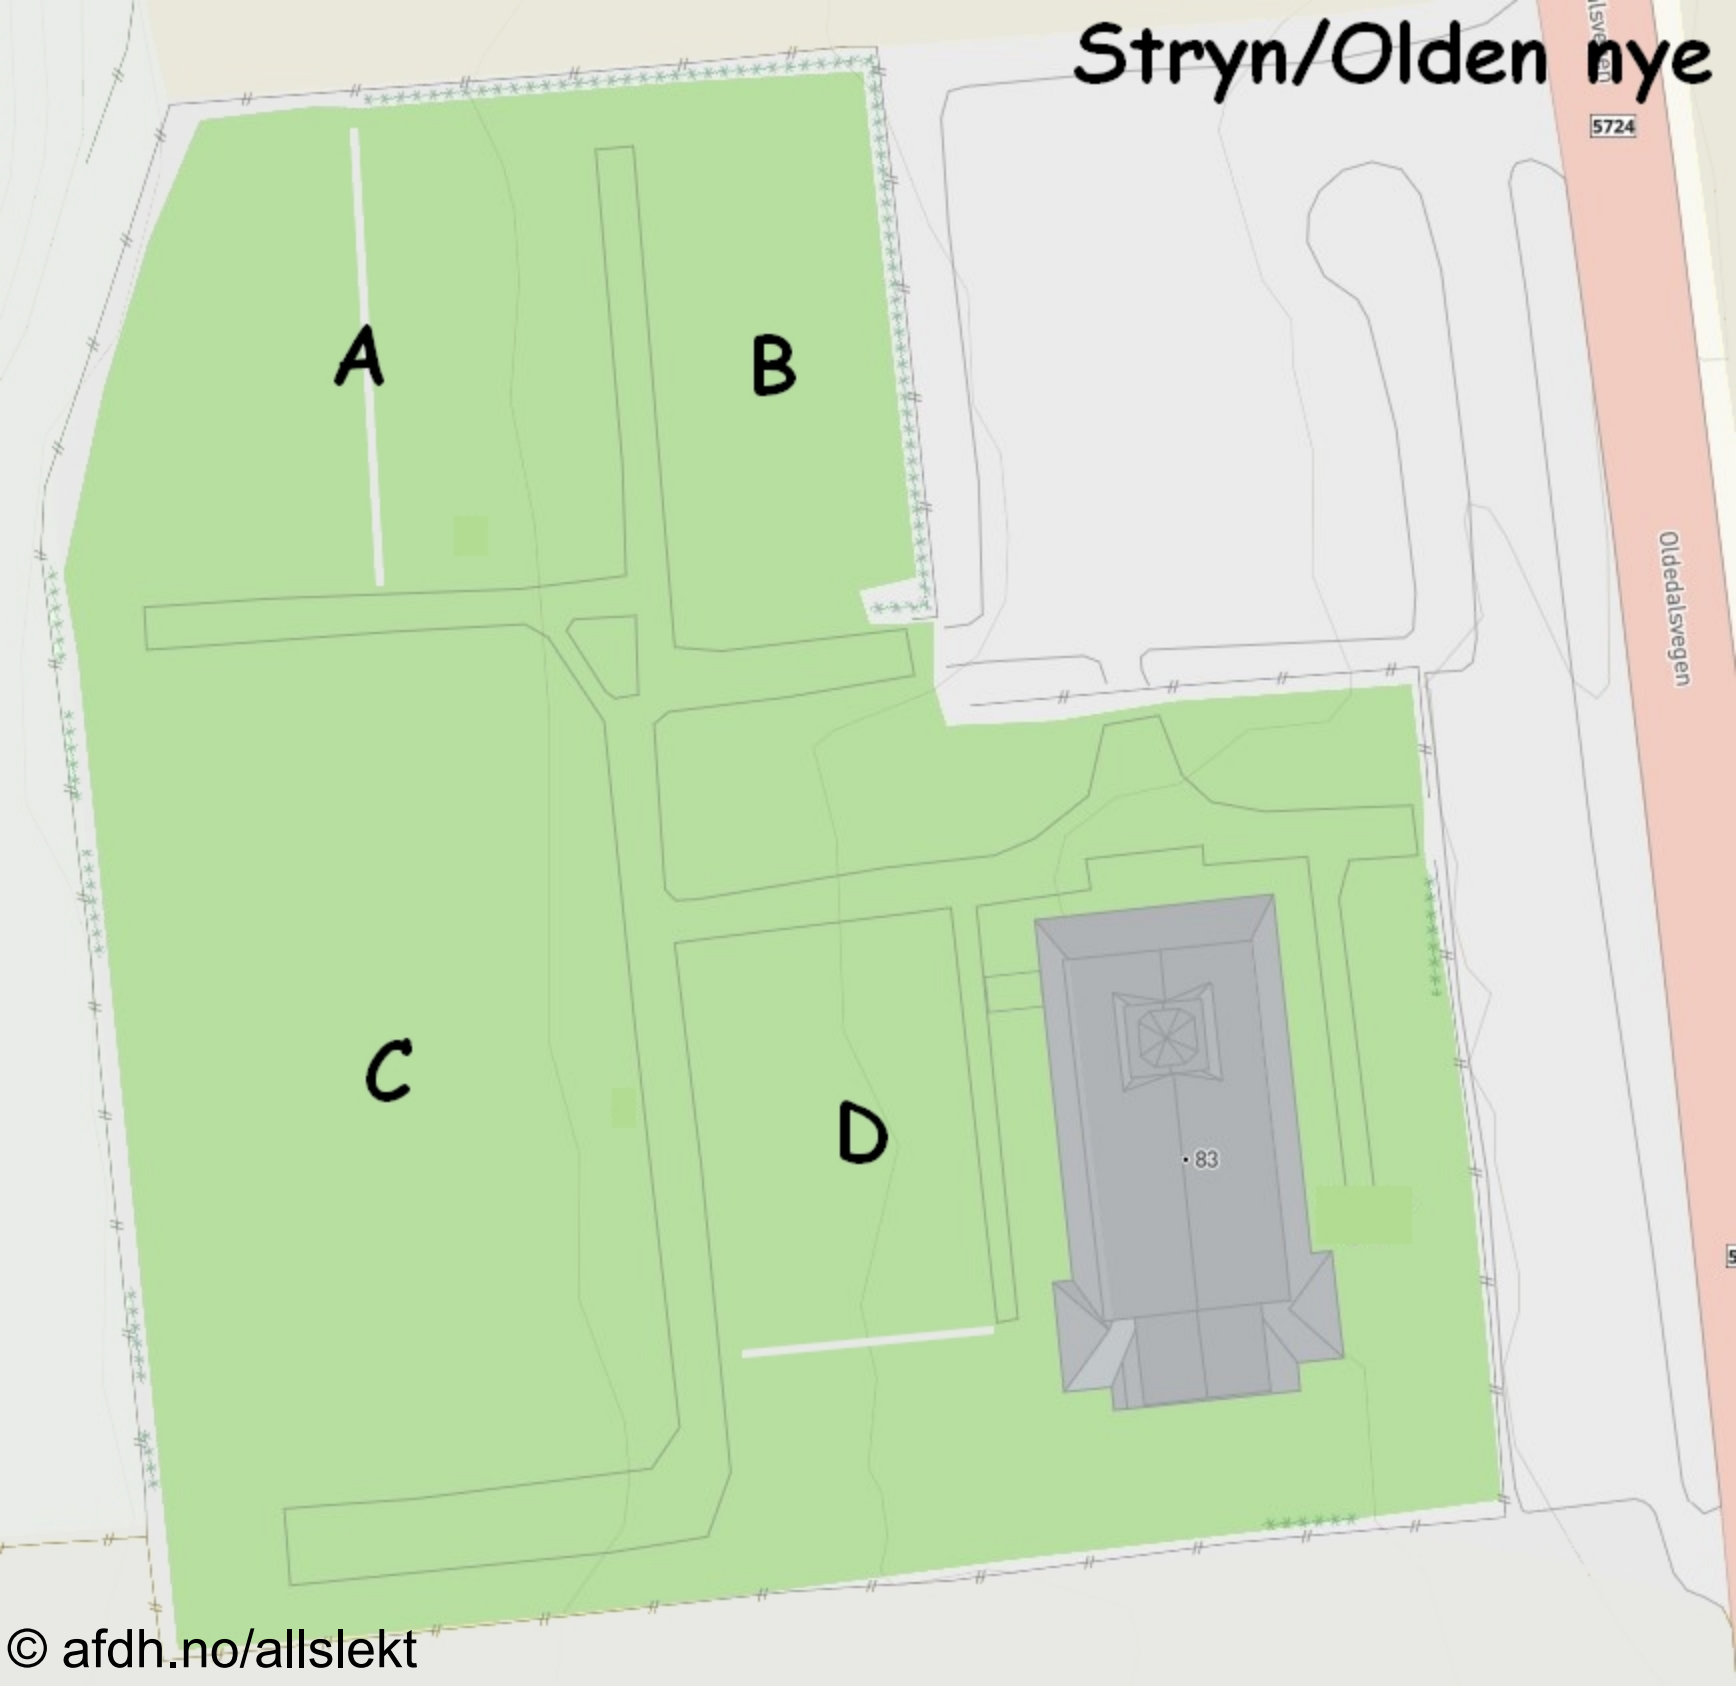 Stryn/Olden nye
5724
A
B
Oldedalsvegen
C
D
83
© afdh.no/allslekt